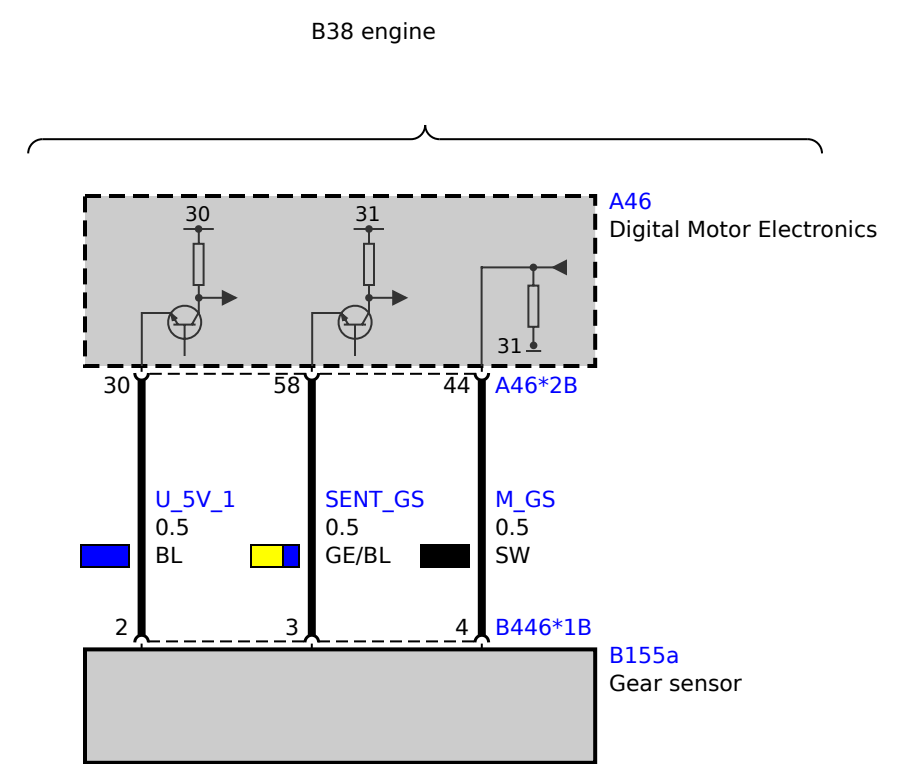 B38 engine
A46
Digital Motor Electronics
30
31
31
30
58
44
A46*2B
U_5V_1
0.5
BL
SENT_GS
0.5
GE/BL
M_GS
0.5
SW
2
3
4
B446*1B
B155a
Gear sensor